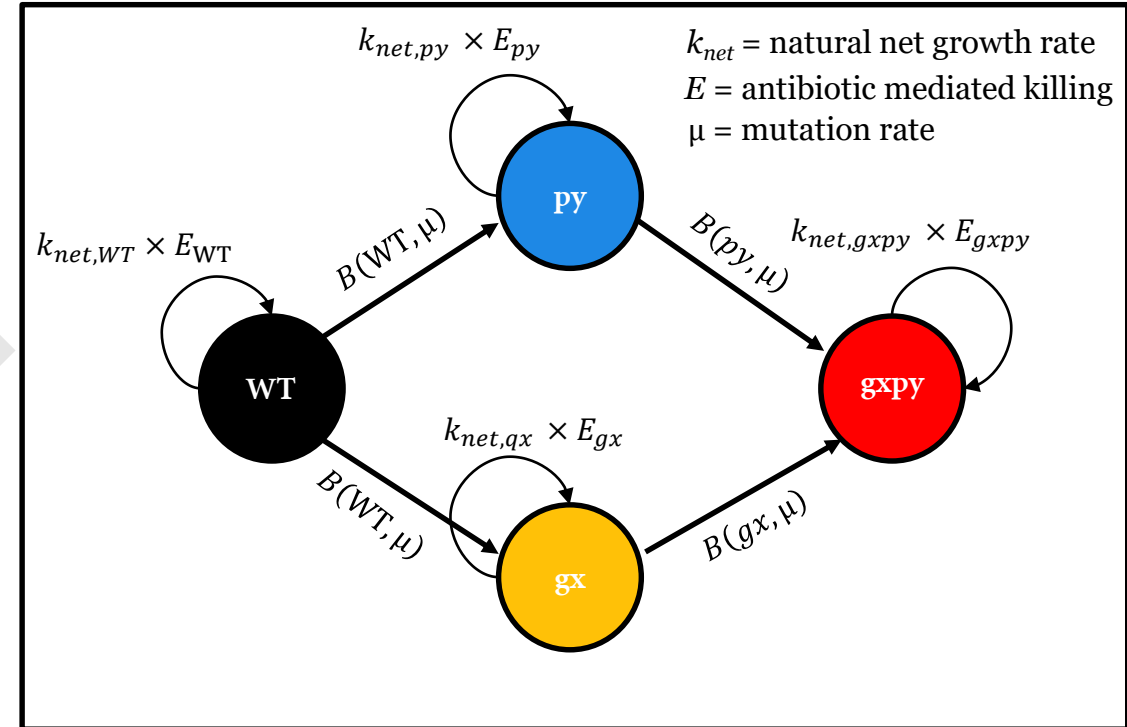 k_{net,py} × E_{py}
k_{net} = natural net growth rate
E = antibiotic mediated killing
μ = mutation rate
py
B(WT, μ)
B(py, μ)
k_{net,WT} × E_{WT}
k_{net,gxpy} × E_{gxpy}
WT
gxpy
k_{net,qx} × E_{gx}
B(WT, μ)
B(gx, μ)
gx